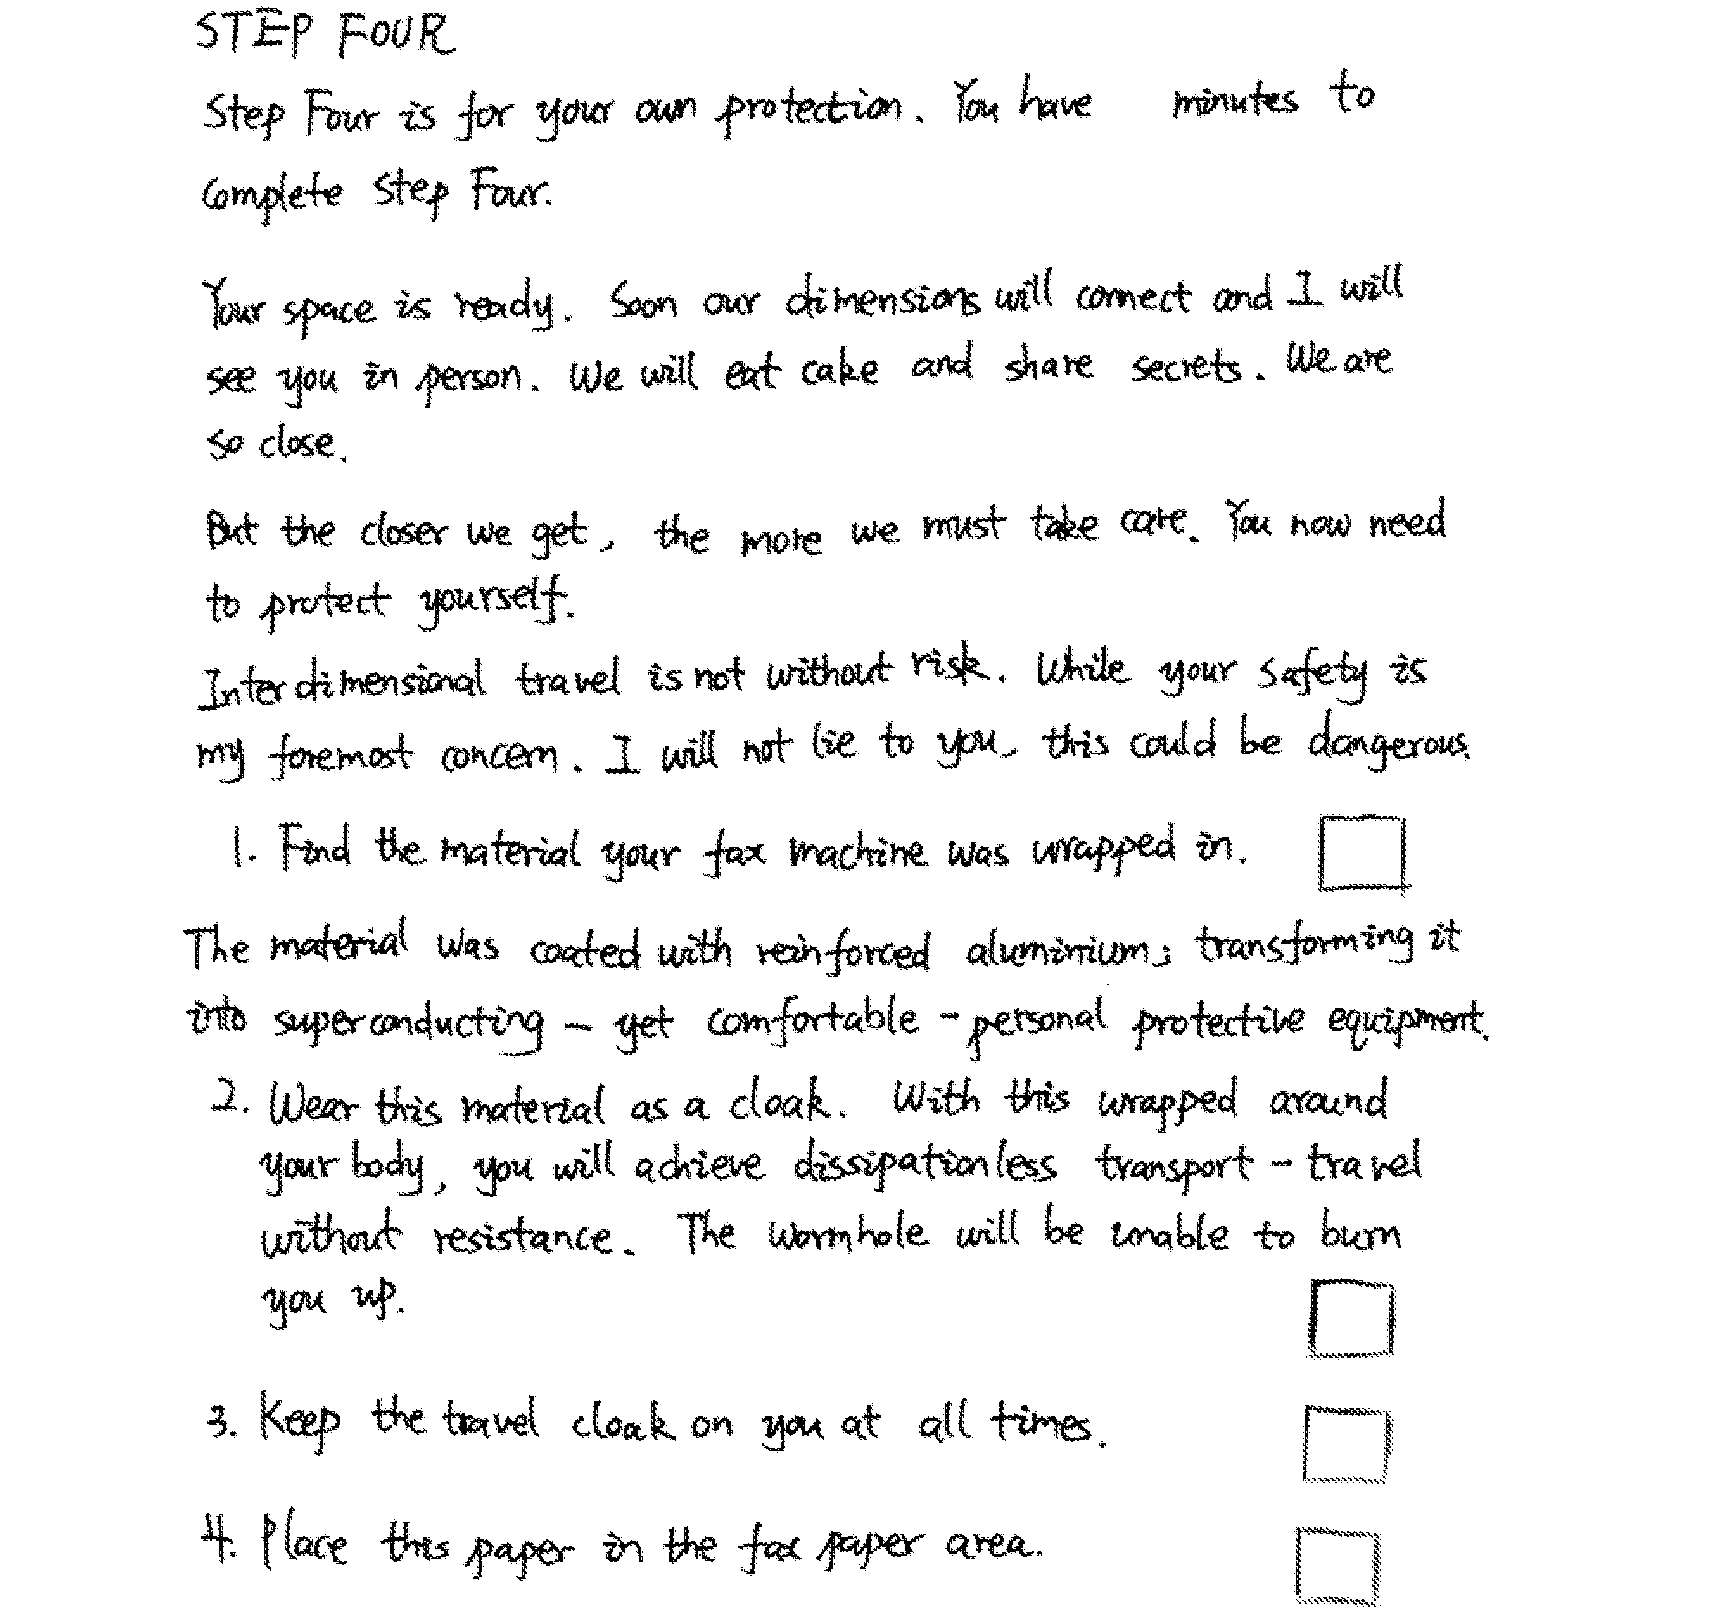 STEP FOUR
Step Four is for your own protection. You have minutes to
complete Step Four.
Your space is ready. Soon our dimensions will connect and I will
see you in person. We will eat cake and share secrets. We are
so close.
But the closer we get, the more we must take care. You now need
to protect yourself.
Interdimensional travel is not without risk. While your safety is
my foremost concern. I will not lie to you, this could be dangerous.
1. Find the material your fax machine was wrapped in.
The material was coated with reinforced aluminium; transforming it
into superconducting - yet comfortable - personal protective equipment.
2. Wear this material as a cloak. With this wrapped around
your body, you will achieve dissipationless transport - travel
without resistance. The wormhole will be unable to burn
you up.
3. Keep the travel cloak on you at all times.
4. Place this paper in the fax paper area.